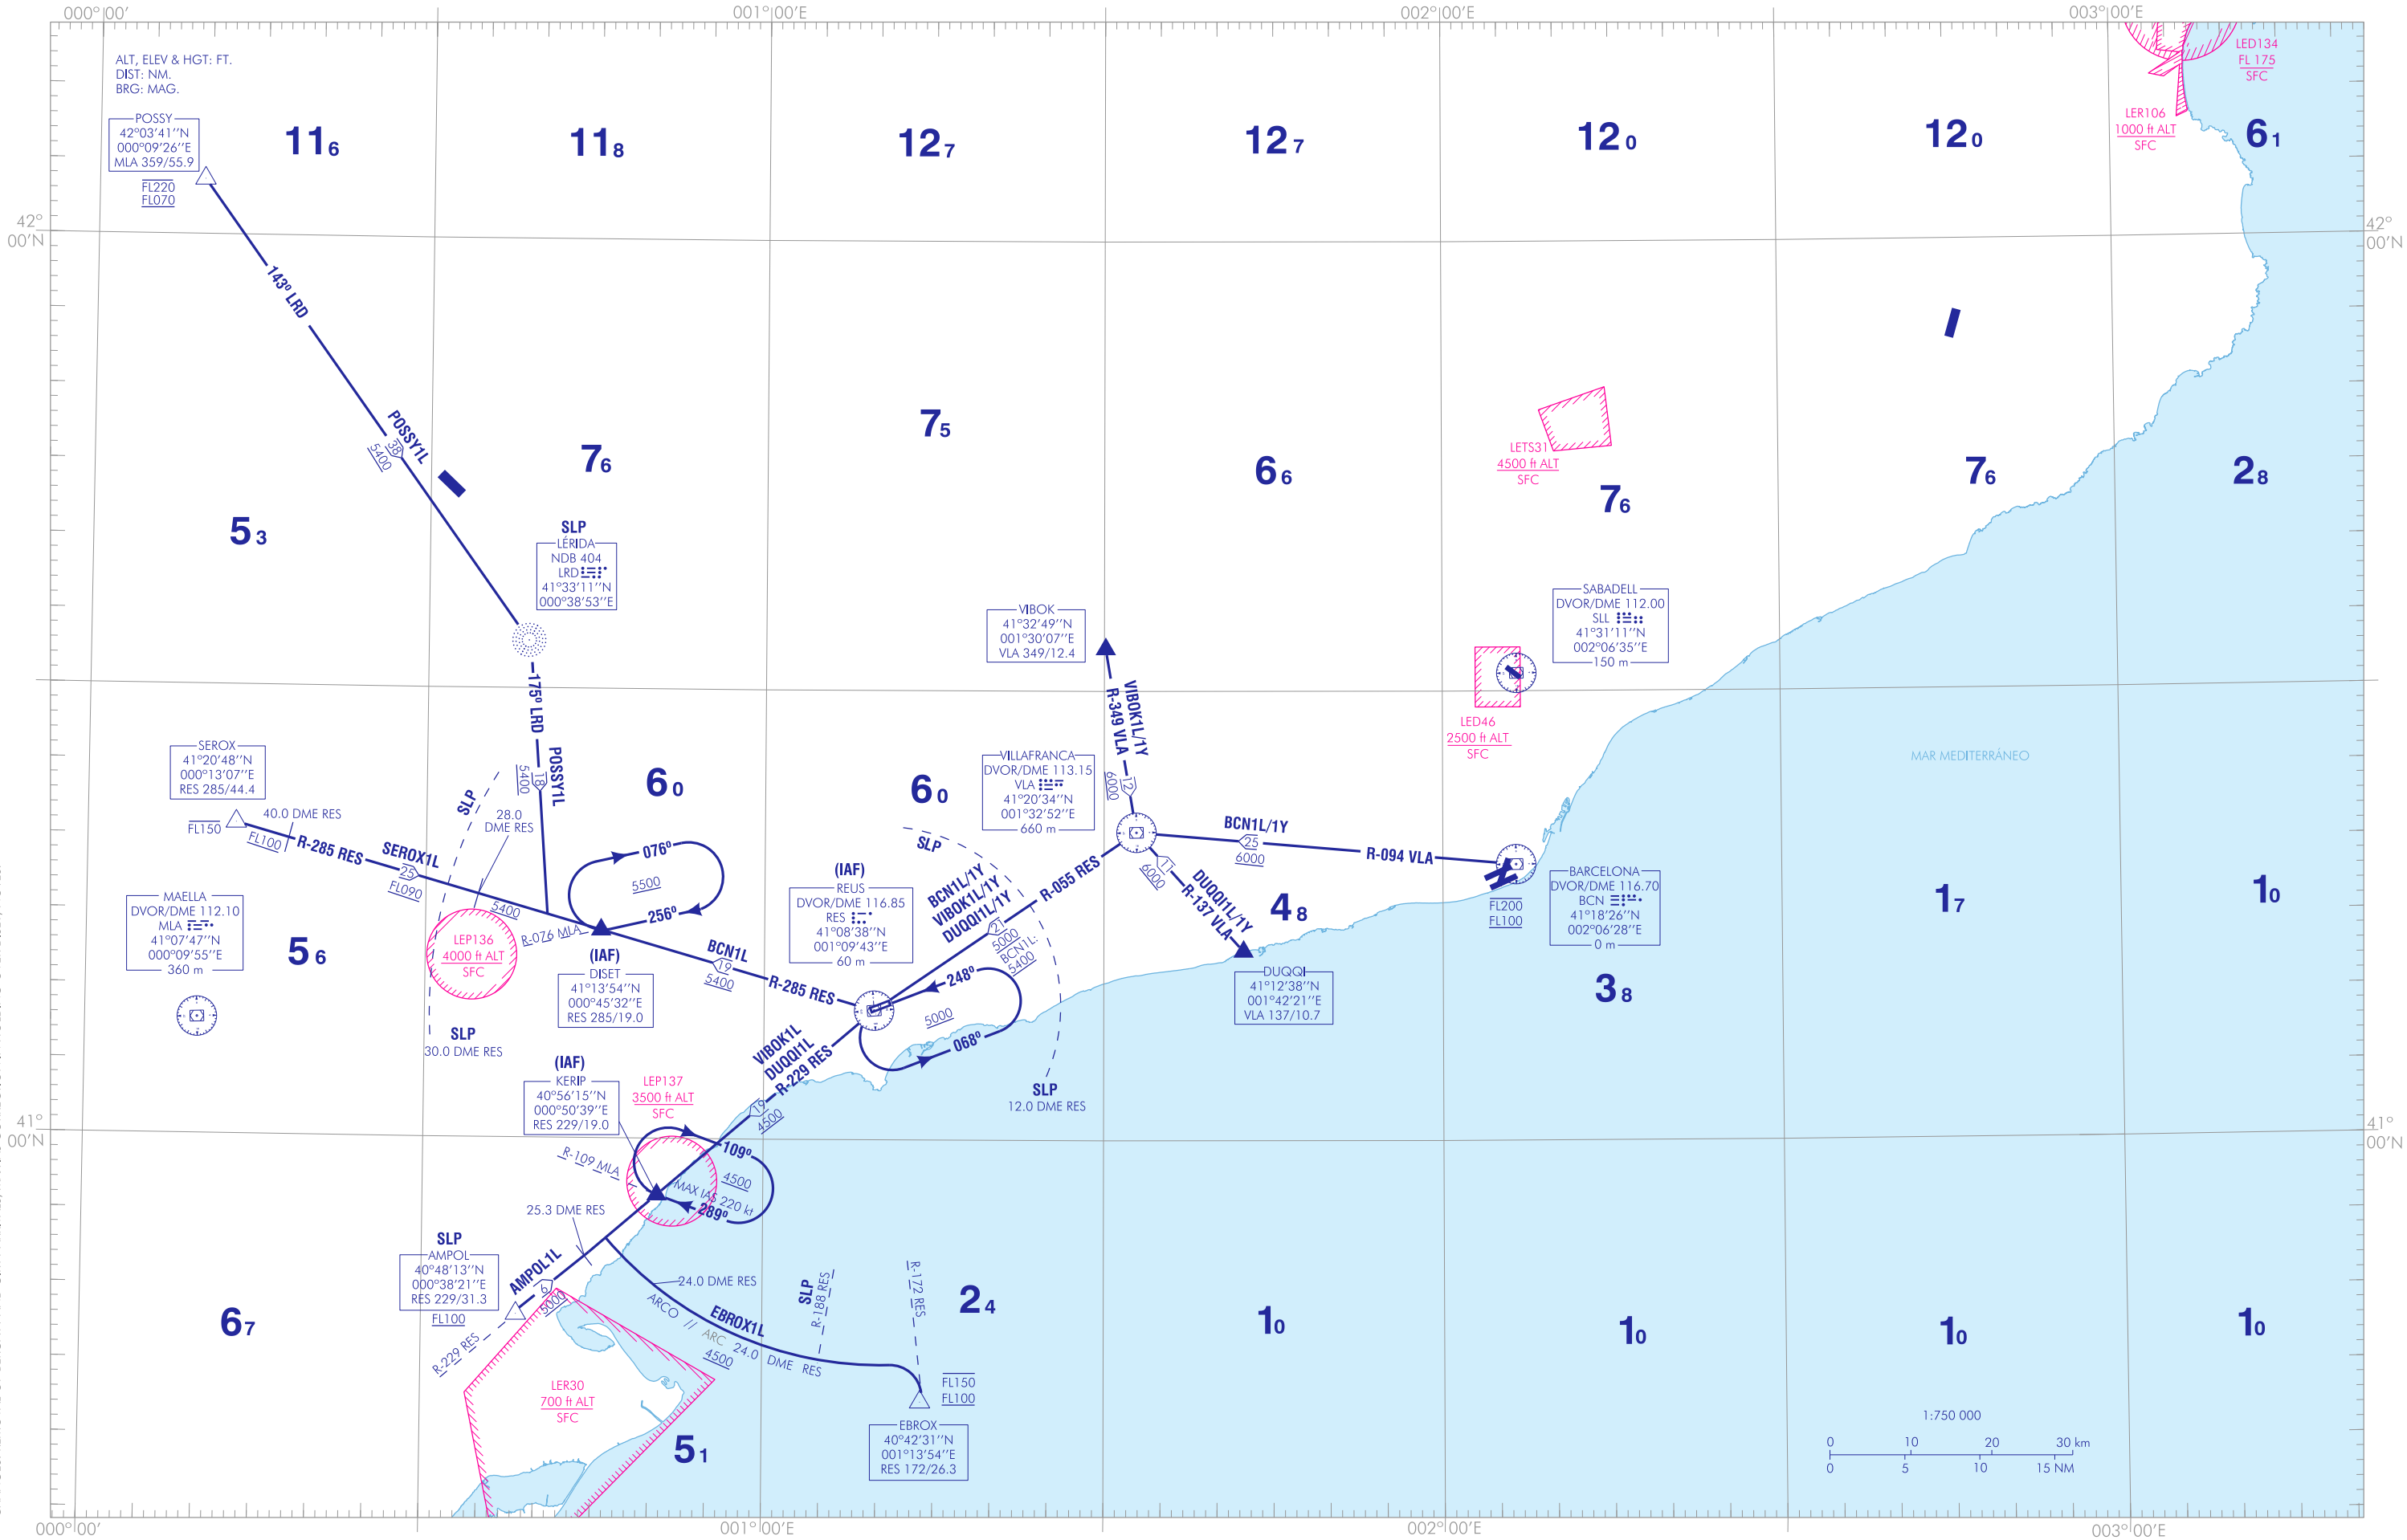 000°00'
001°00'E
002°00'E
003°00'E
ALT, ELEV & HGT: FT.
DIST: NM.
BRG: MAG.
POSSY
42°03'41''N
000°09'26''E
MLA 359/55.9
FL220
FL070
11 6
11 8
12 7
12 7
12 0
12 0
6 1
LED134
FL 175
SFC
LER106
1000 ft ALT
SFC
42°
00'N
42°
00'N
143º LRD
POSSY1L
38
5400
5 3
7 6
7 5
6 6
7 6
7 6
2 8
LETS31
4500 ft ALT
SFC
SLP
LÉRIDA
NDB 404
LRD
41°33'11''N
000°38'53''E
175º LRD
POSSY1L
18
5400
VIBOK
41°32'49''N
001°30'07''E
VLA 349/12.4
VIBOK1L/1Y
R-349 VLA
12
6000
SABADELL
DVOR/DME 112.00
SLL
41°31'11''N
002°06'35''E
150 m
LED46
2500 ft ALT
SFC
MAR MEDITERRÁNEO
SEROX
41°20'48''N
000°13'07''E
RES 285/44.4
FL150
40.0 DME RES
FL100
R-285 RES
SEROX1L
25
FL090
SLP
28.0
DME RES
5400
6 0
6 0
076º
5500
256º
R-076 MLA
SLP
VILLAFRANCA
DVOR/DME 113.15
VLA
41°20'34''N
001°32'52''E
660 m
BCN1L/1Y
25
6000
R-094 VLA
BARCELONA
DVOR/DME 116.70
BCN
41°18'26''N
002°06'28''E
0 m
FL200
FL100
MAELLA
DVOR/DME 112.10
MLA
41°07'47''N
000°09'55''E
360 m
5 6
LEP136
4000 ft ALT
SFC
SLP
30.0 DME RES
(IAF)
DISET
41°13'54''N
000°45'32''E
RES 285/19.0
BCN1L
19
5400
R-285 RES
(IAF)
REUS
DVOR/DME 116.85
RES
41°08'38''N
001°09'43''E
60 m
BCN1L/1Y
VIBOK1L/1Y
DUQQI1L/1Y
R-055 RES
21
5000
BCN1L:
5400
11
6000
DUQQI1L/1Y
R-137 VLA
4 8
DUQQI
41°12'38''N
001°42'21''E
VLA 137/10.7
3 8
1 7
1 0
248º
5000
068º
SLP
12.0 DME RES
VIBOK1L
DUQQI1L
R-229 RES
19
4500
(IAF)
KERIP
40°56'15''N
000°50'39''E
RES 229/19.0
LEP137
3500 ft ALT
SFC
41°
00'N
41°
00'N
R-109 MLA
109º
4500
MAX IAS 220 kt
289º
25.3 DME RES
SLP
AMPOL
40°48'13''N
000°38'21''E
RES 229/31.3
FL100
AMPOL1L
6
5000
R-229 RES
24.0 DME RES
EBROX1L
ARCO // ARC 24.0 DME RES
4500
SLP
R-188 RES
R-172 RES
FL150
FL100
EBROX
40°42'31''N
001°13'54''E
RES 172/26.3
6 7
2 4
1 0
1 0
1 0
1 0
LER30
700 ft ALT
SFC
5 1
1:750 000
0 10 20 30 km
0 5 10 15 NM
000°00'
001°00'E
002°00'E
003°00'E